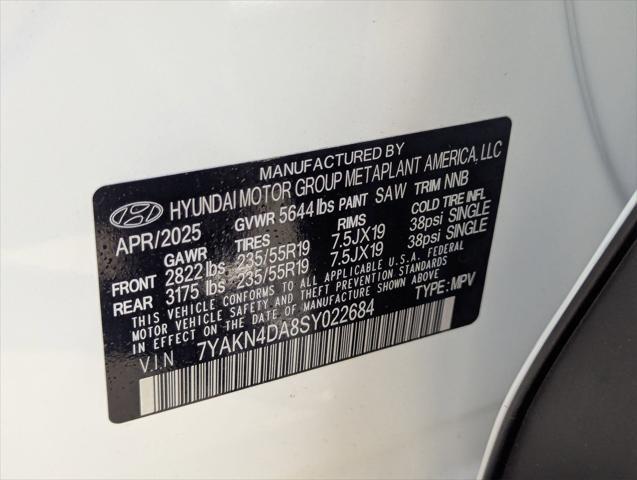 MANUFACTURED BY
HYUNDAI MOTOR GROUP METAPLANT AMERICA, LLC
APR/2025 GVWR 5644 lbs PAINT SAW TRIM NNB
GAWR TIRES RIMS COLD TIRE INFL
FRONT 2822 lbs 235/55R19 7.5JX19 38psi SINGLE
REAR 3175 lbs 235/55R19 7.5JX19 38psi SINGLE
THIS VEHICLE CONFORMS TO ALL APPLICABLE U.S.A. FEDERAL
MOTOR VEHICLE SAFETY AND THEFT PREVENTION STANDARDS
IN EFFECT ON THE DATE OF MANUFACTURE SHOWN ABOVE
V.I.N 7YAKN4DA8SY022684 TYPE: MPV